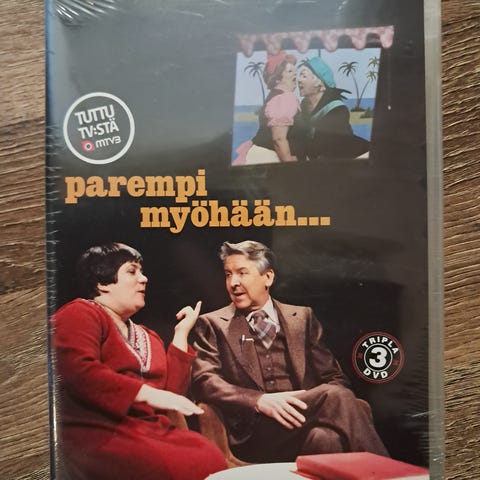 TUTTU
TV:STÄ
MTV3
parempi
myöhään...
TRIPLA
3
DVD